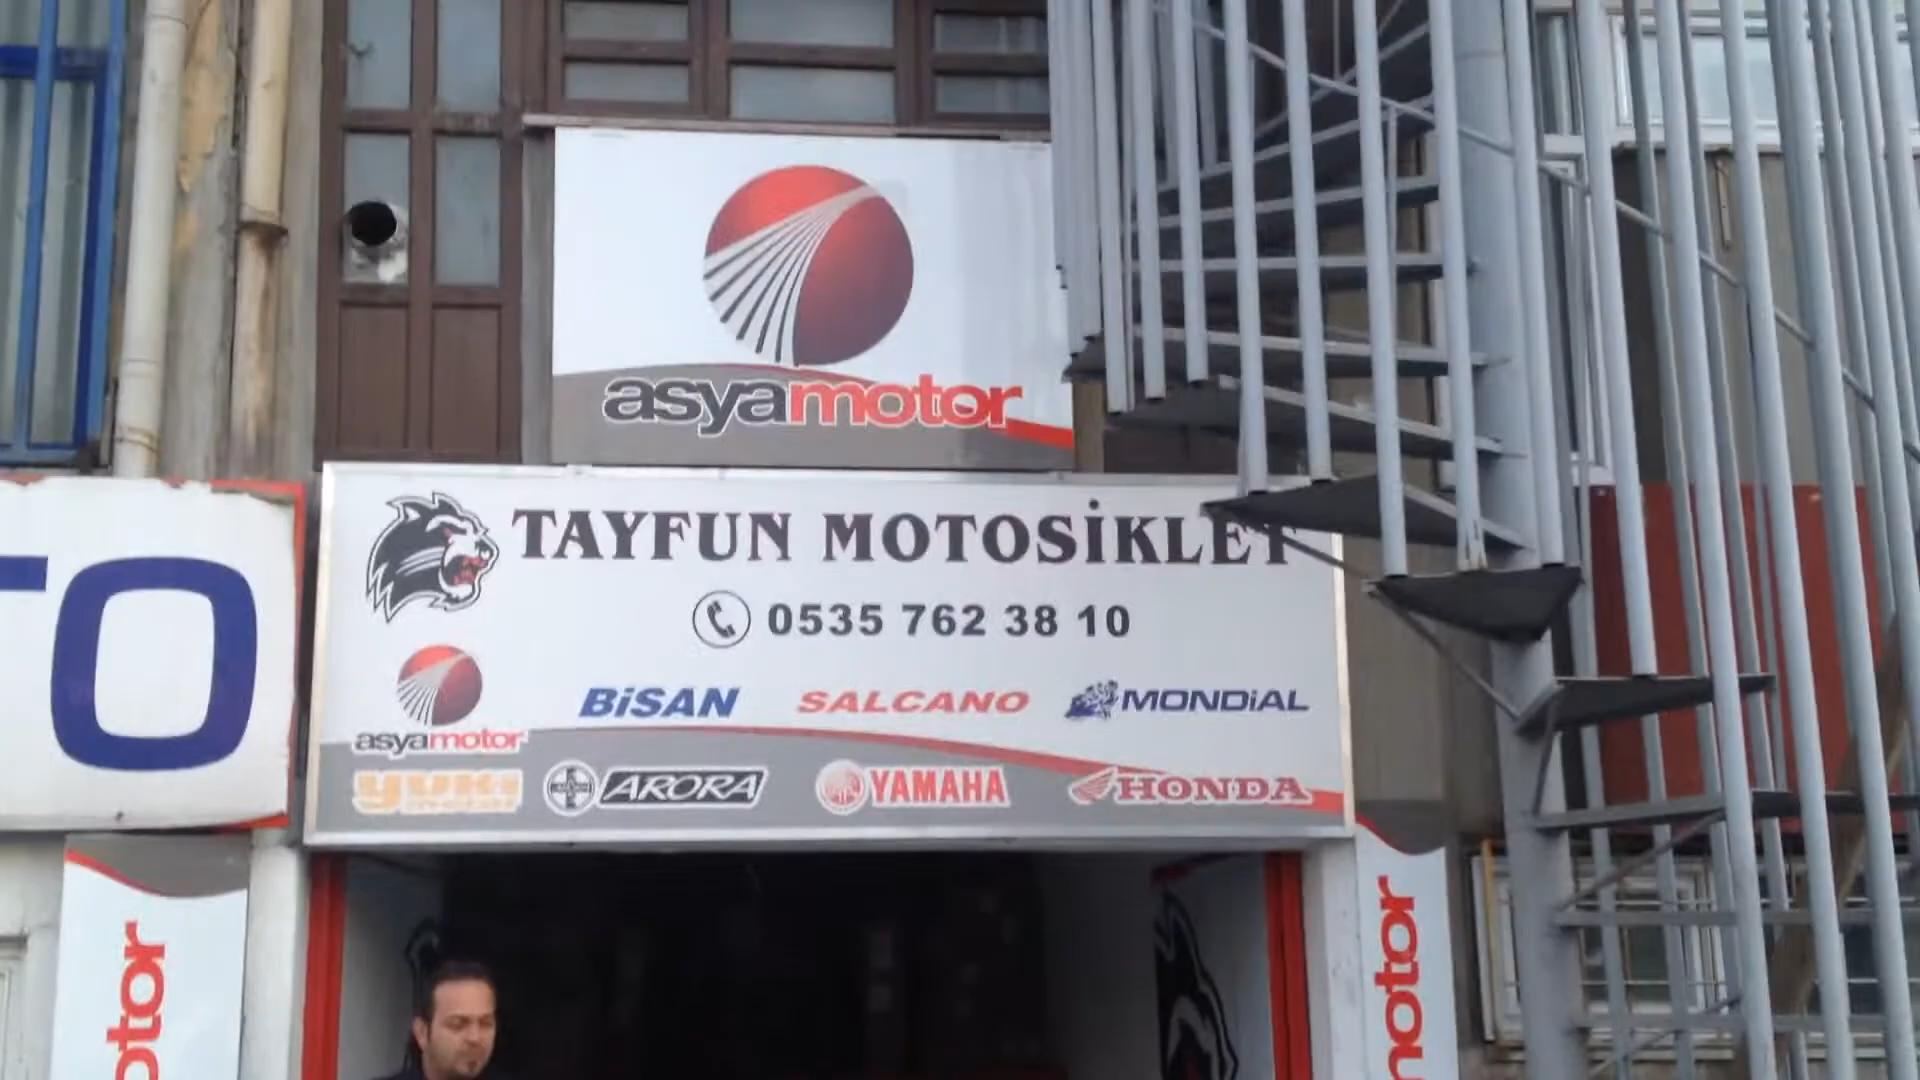 asyamotor
TAYFUN MOTOSİKLET
0535 762 38 10
asyamotor
BiSAN
SALCANO
MONDiAL
YUKi
motor
ARORA
YAMAHA
HONDA
TO
motor
motor